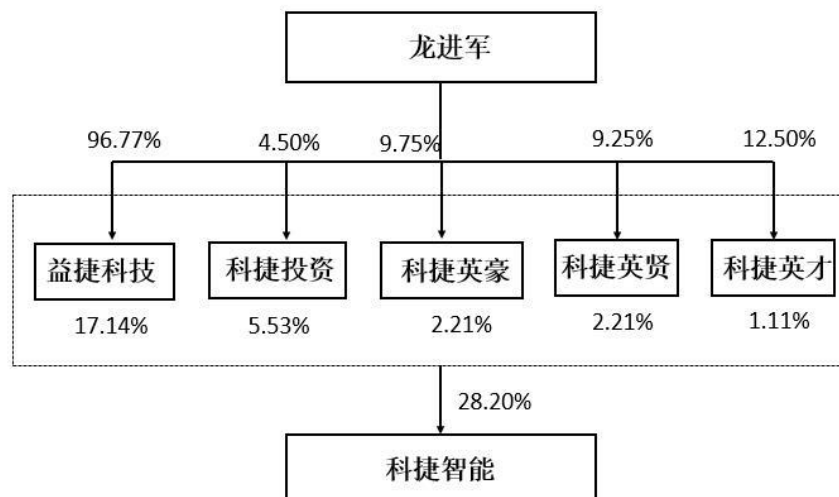 龙进军
96.77%
4.50%
9.75%
9.25%
12.50%
益捷科技
科捷投资
科捷英豪
科捷英贤
科捷英才
17.14%
5.53%
2.21%
2.21%
1.11%
28.20%
科捷智能